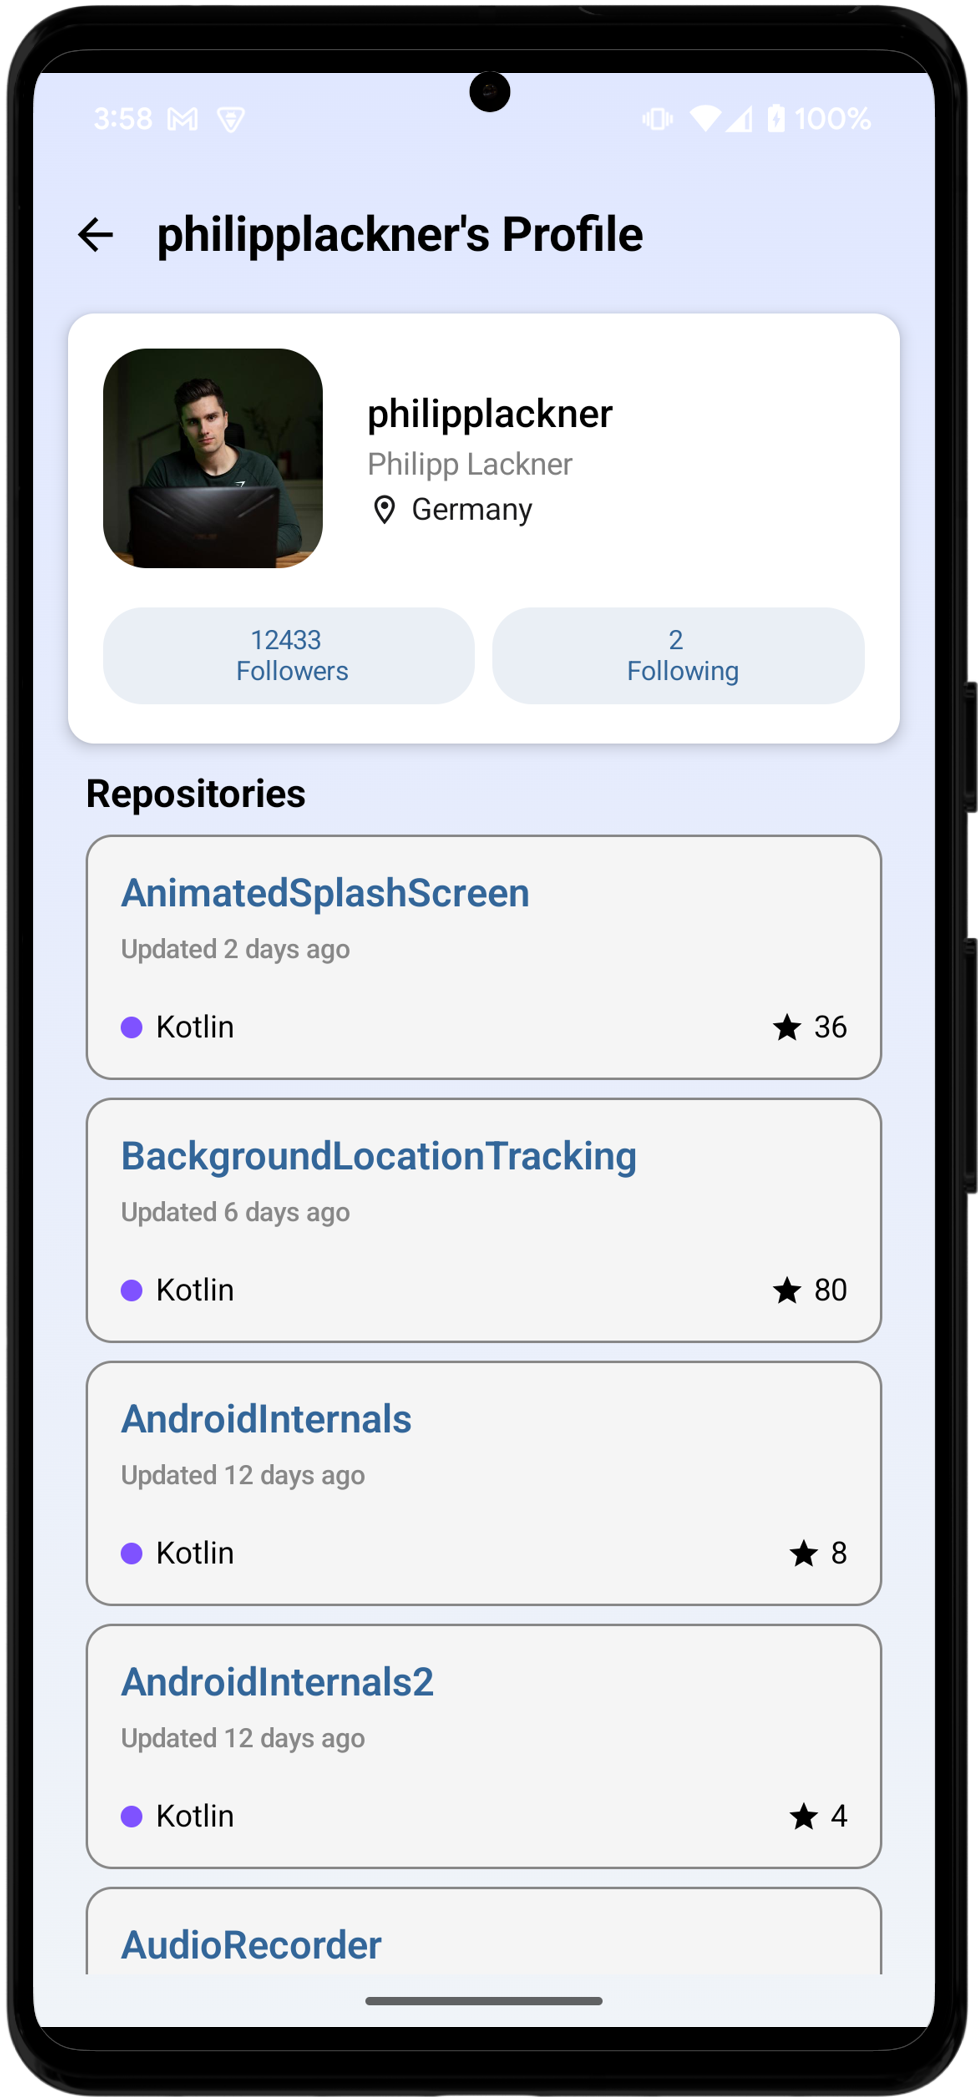 3:58 100%
philipplackner's Profile
philipplackner
Philipp Lackner
Germany
12433
Followers
2
Following
Repositories
AnimatedSplashScreen
Updated 2 days ago
Kotlin 36
BackgroundLocationTracking
Updated 6 days ago
Kotlin 80
AndroidInternals
Updated 12 days ago
Kotlin 8
AndroidInternals2
Updated 12 days ago
Kotlin 4
AudioRecorder